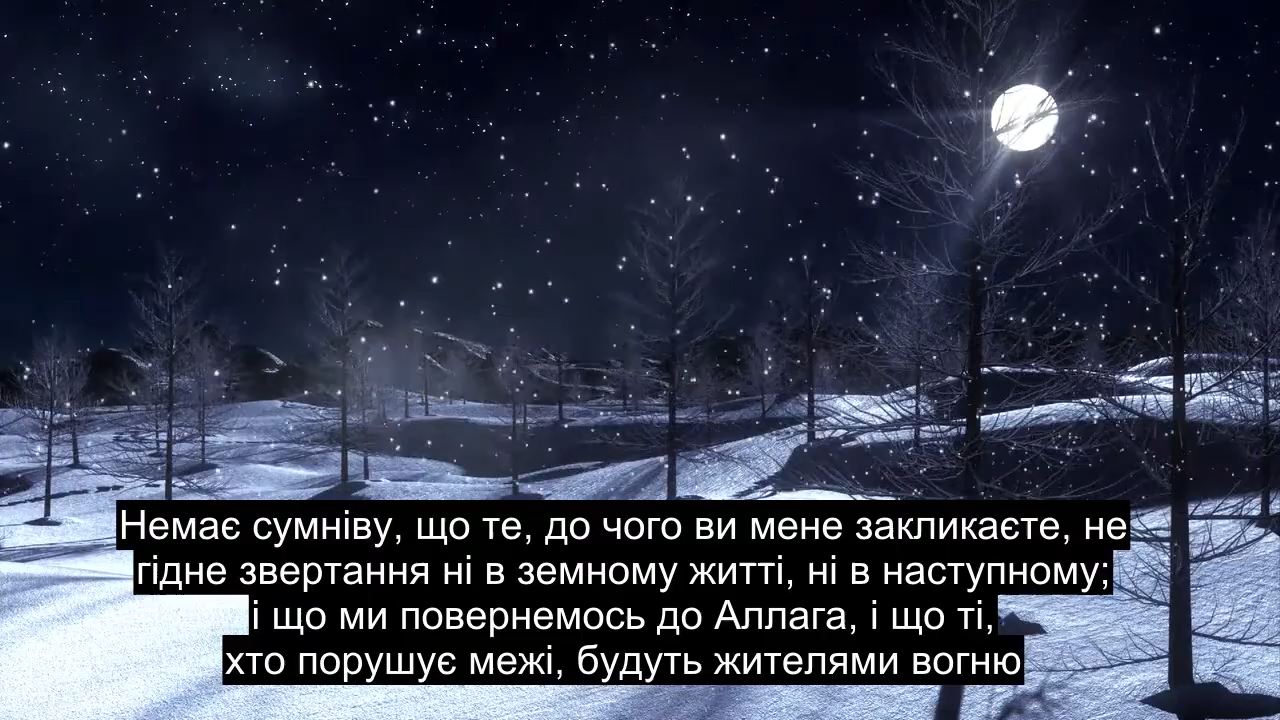 Немає сумніву, що те, до чого ви мене закликаєте, не
гідне звертання ні в земному житті, ні в наступному;
і що ми повернемось до Аллага, і що ті,
хто порушує межі, будуть жителями вогню